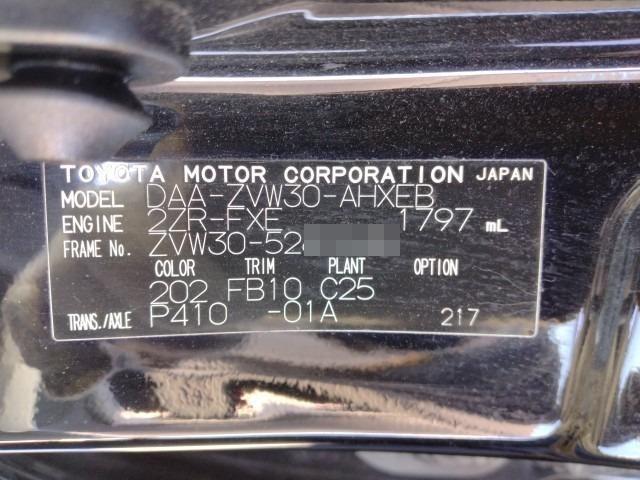 TOYOTA MOTOR CORPORATION JAPAN
MODEL DAA-ZVW30-AHXEB
ENGINE 2ZR-FXE 1797 mL
FRAME No. ZVW30-52
COLOR TRIM PLANT OPTION
202 FB10 C25
TRANS./AXLE P410 -01A 217